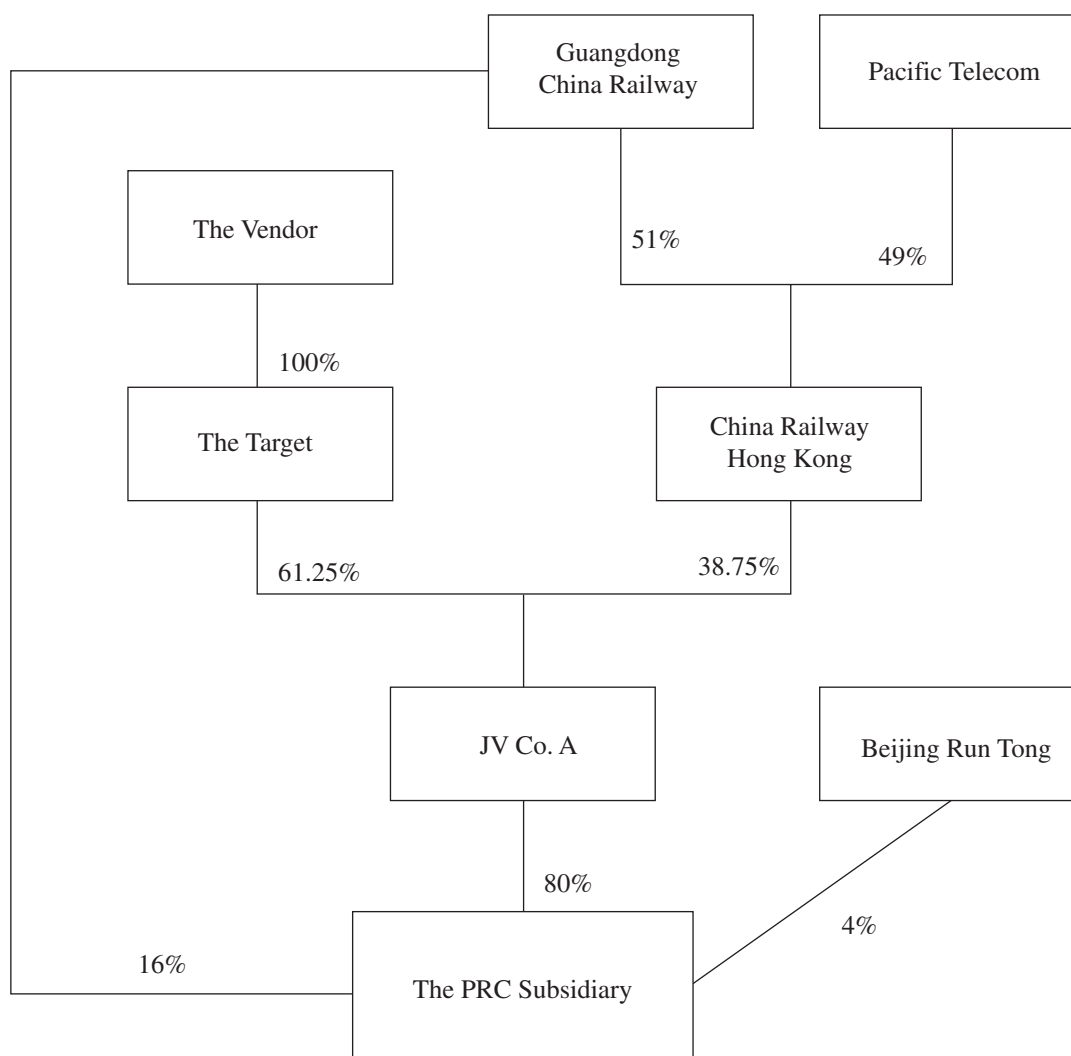 Guangdong
China Railway
Pacific Telecom
The Vendor
51%
49%
100%
The Target
China Railway
Hong Kong
61.25%
38.75%
JV Co. A
Beijing Run Tong
80%
4%
16%
The PRC Subsidiary